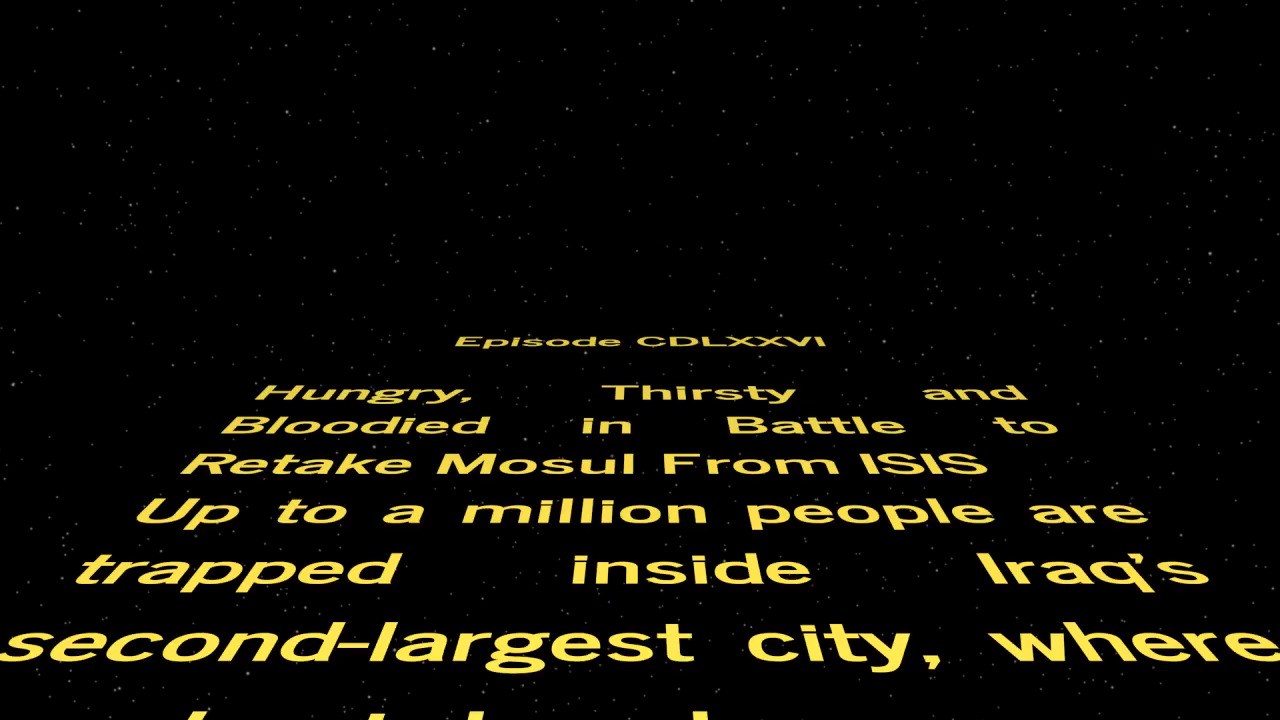 Episode CDLXXVI
Hungry, Thirsty and
Bloodied in Battle to
Retake Mosul From ISIS
Up to a million people are
trapped inside Iraq's
second-largest city, where